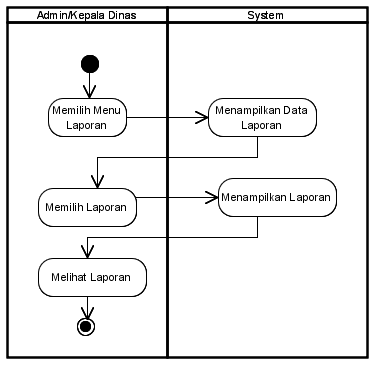 Admin/Kepala Dinas
System
Memilih Menu
Laporan
Menampilkan Data
Laporan
Memilih Laporan
Menampilkan Laporan
Melihat Laporan